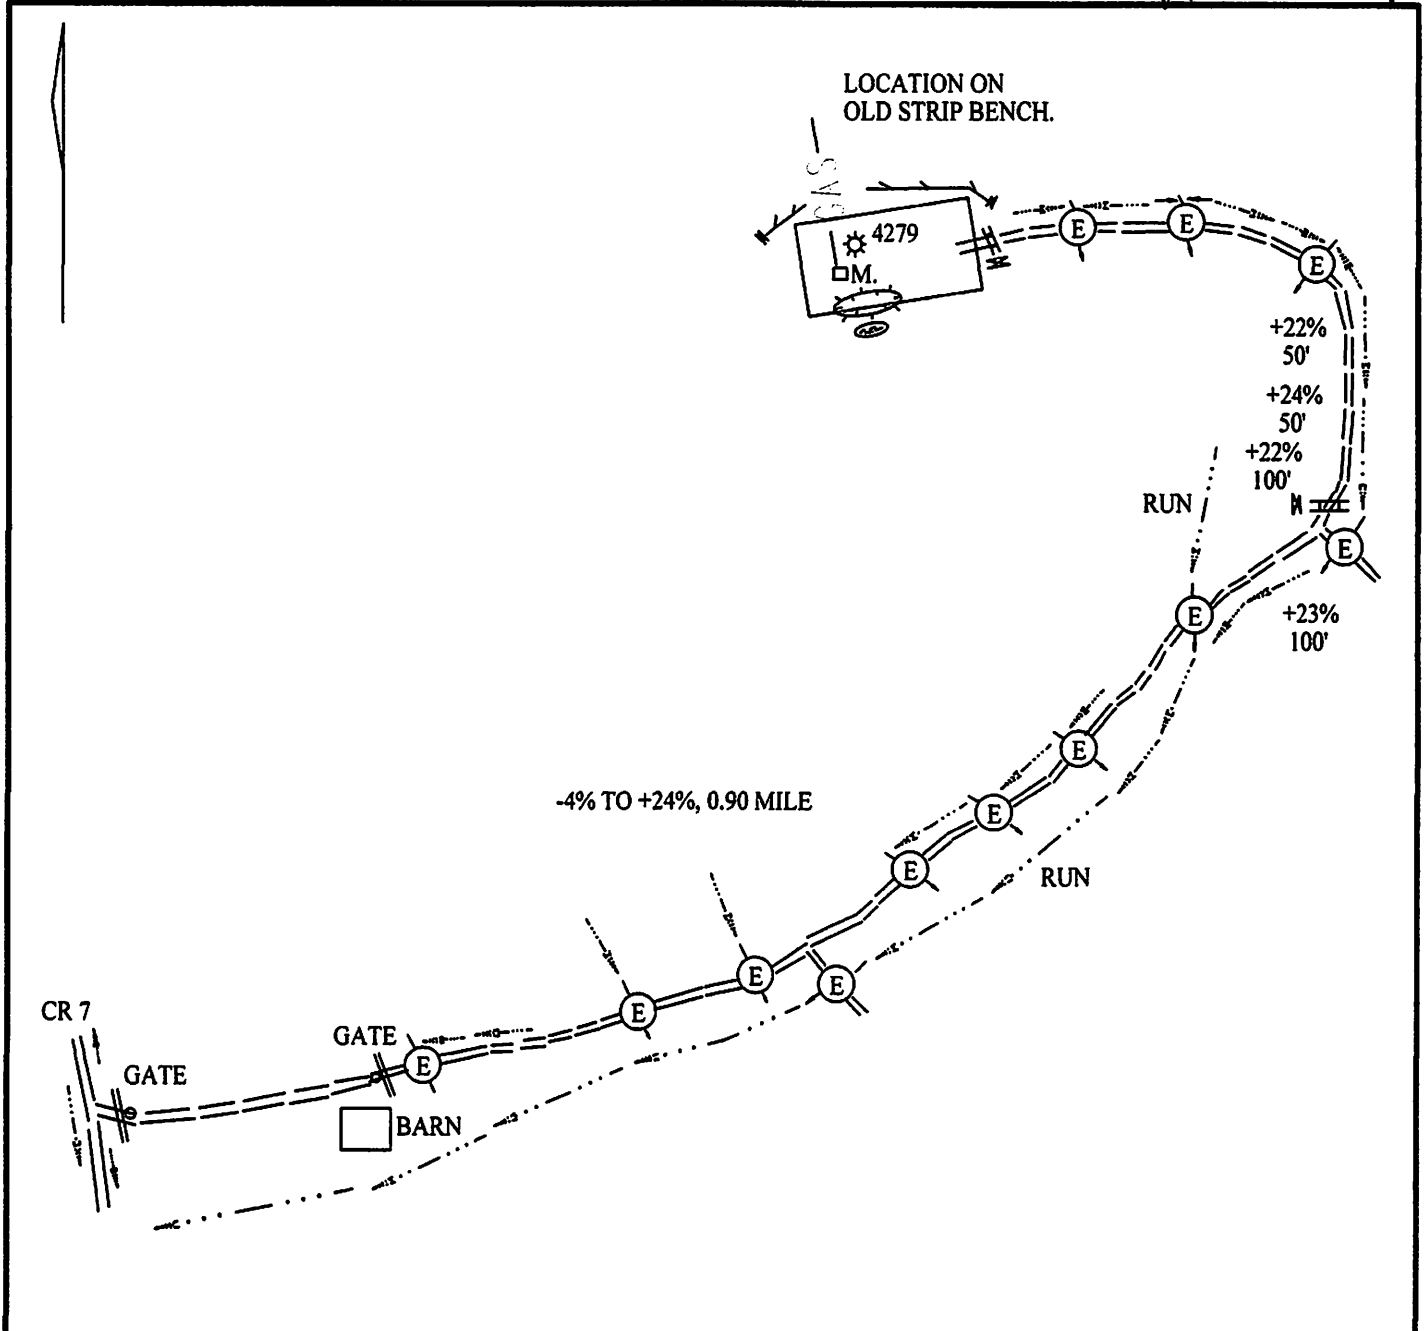 LOCATION ON
OLD STRIP BENCH.
GAS
4279
M.
E
E
E
+22%
50'
+24%
50'
+22%
100'
RUN
E
E
+23%
100'
E
-4% TO +24%, 0.90 MILE
E
E
RUN
E
E
E
CR 7
GATE
E
GATE
BARN